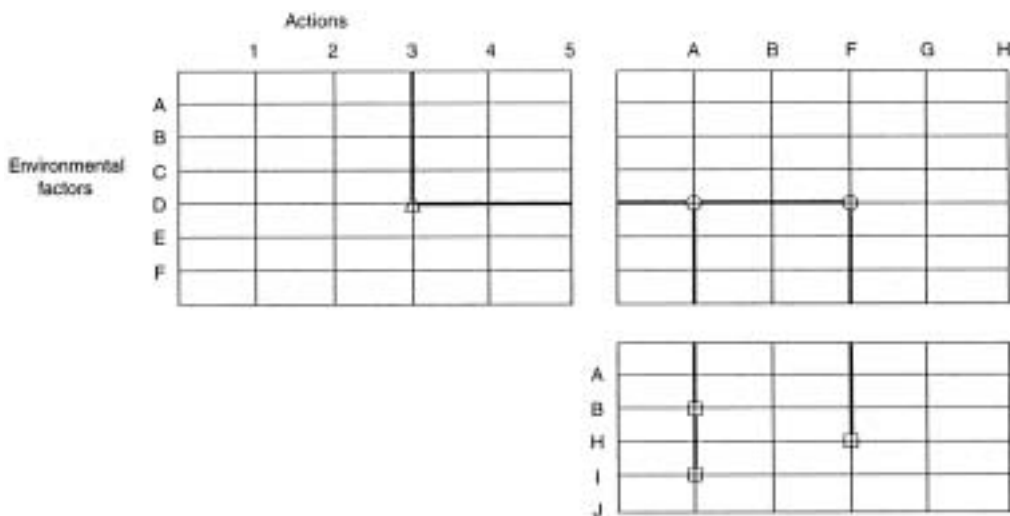 Actions
1 2 3 4 5
A B F G H
A
B
Environmental
factors
C
D
E
F
A
B
H
I
J